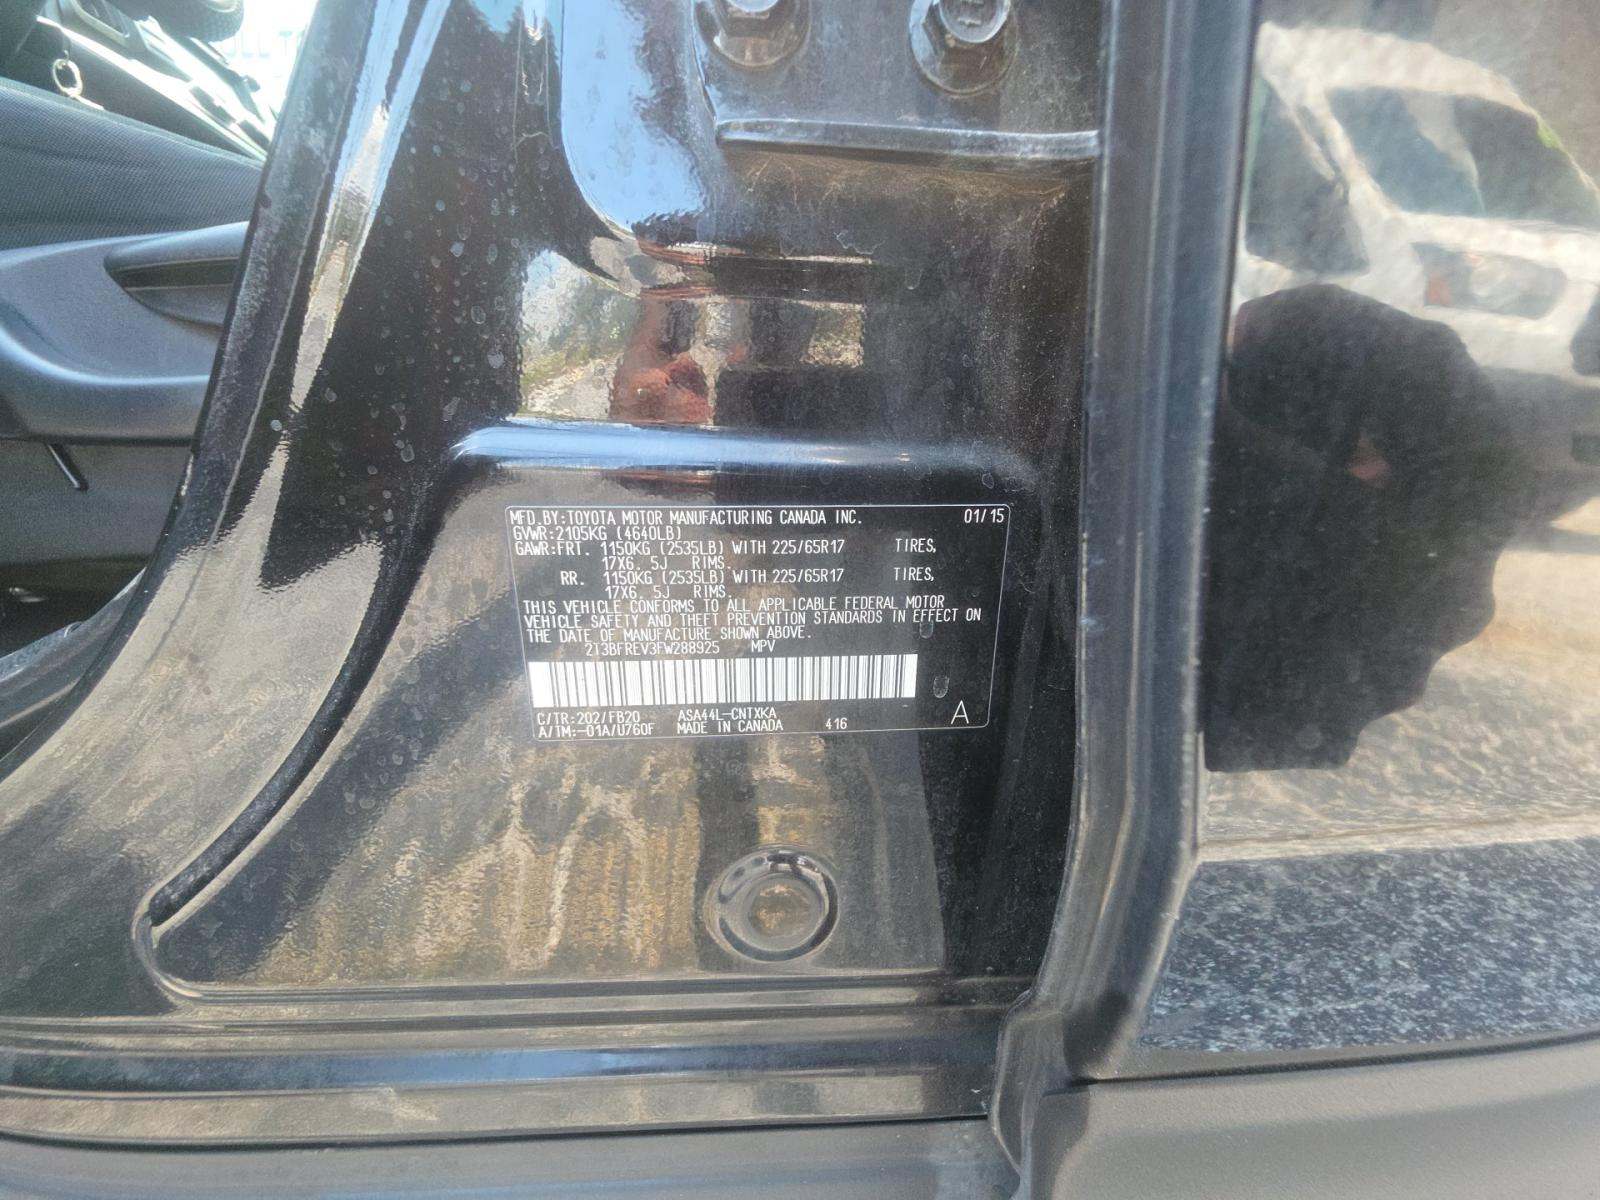 MFD.BY:TOYOTA MOTOR MANUFACTURING CANADA INC. 01/15
GVWR:2105KG (4640LB)
GAWR:FRT. 1150KG (2535LB) WITH 225/65R17 TIRES,
17X6. 5J RIMS.
RR. 1150KG (2535LB) WITH 225/65R17 TIRES,
17X6. 5J RIMS.
THIS VEHICLE CONFORMS TO ALL APPLICABLE FEDERAL MOTOR
VEHICLE SAFETY AND THEFT PREVENTION STANDARDS IN EFFECT ON
THE DATE OF MANUFACTURE SHOWN ABOVE.
2T3BFREV3FW288925 MPV
C/TR:202/FB20 ASA44L-CNTXKA
A/TM:-01A/U760F MADE IN CANADA 416 A